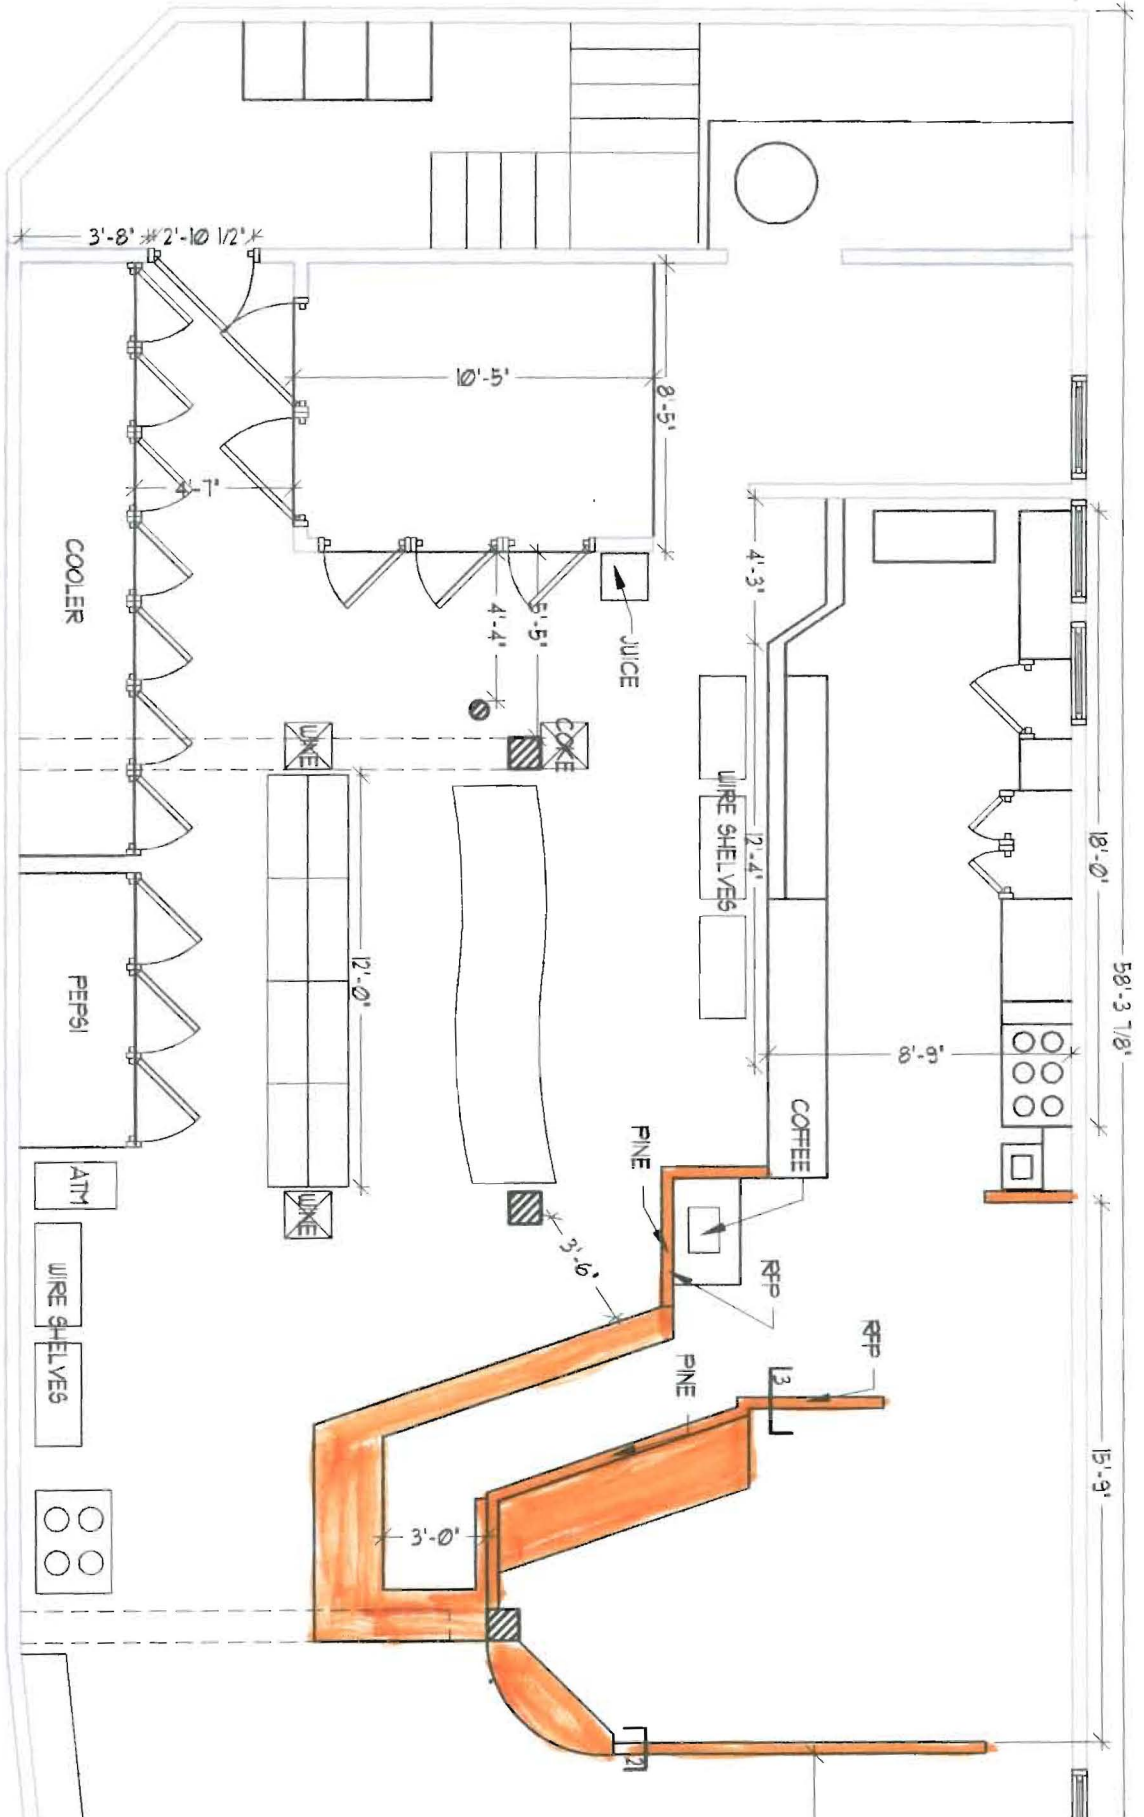 3'-8"
2'-10 1/2"
10'-5"
8'-5"
4'-7"
COOLER
4'-4"
5'-5"
JUICE
4'-3"
WINE
COKE
WIRE SHELVES
12'-4"
18'-0"
58'-3 7/8"
12'-0"
PEPSI
8'-9"
COFFEE
PINE
ATM
WINE
3'-6"
WIRE SHELVES
RFP
RFP
PINE
3
15'-9"
3'-0"
2